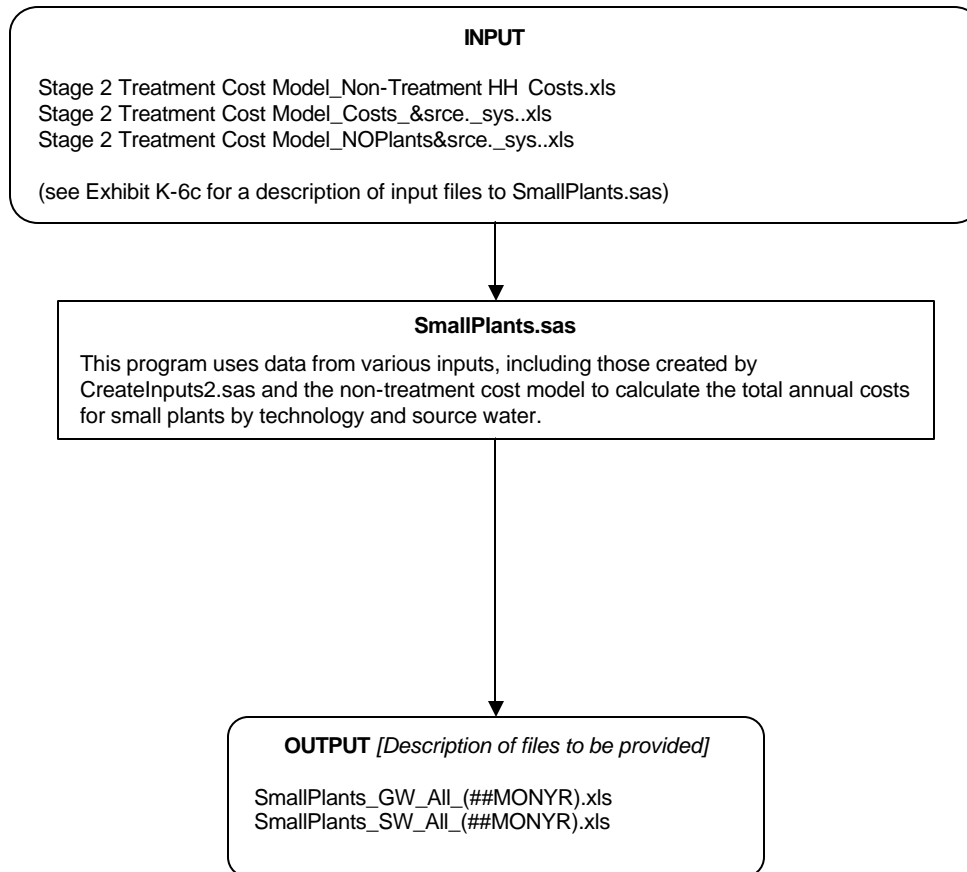 INPUT
Stage 2 Treatment Cost Model_Non-Treatment HH Costs.xls
Stage 2 Treatment Cost Model_Costs_&srce._sys..xls
Stage 2 Treatment Cost Model_NOPlants&srce._sys..xls
(see Exhibit K-6c for a description of input files to SmallPlants.sas)
SmallPlants.sas
This program uses data from various inputs, including those created by
CreateInputs2.sas and the non-treatment cost model to calculate the total annual costs
for small plants by technology and source water.
OUTPUT [Description of files to be provided]
SmallPlants_GW_All_(##MONYR).xls
SmallPlants_SW_All_(##MONYR).xls